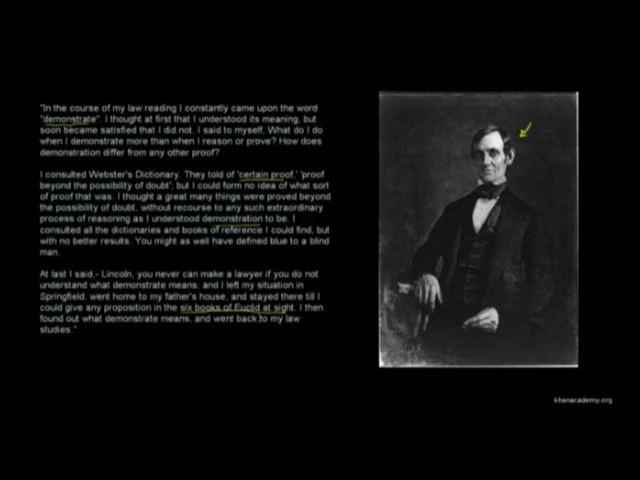 "In the course of my law reading I constantly came upon the word
"demonstrate". I thought at first that I understood its meaning, but
soon became satisfied that I did not. I said to myself, What do I do
when I demonstrate more than when I reason or prove? How does
demonstration differ from any other proof?
I consulted Webster's Dictionary. They told of 'certain proof,' 'proof
beyond the possibility of doubt'; but I could form no idea of what sort
of proof that was. I thought a great many things were proved beyond
the possibility of doubt, without recourse to any such extraordinary
process of reasoning as I understood demonstration to be. I
consulted all the dictionaries and books of reference I could find, but
with no better results. You might as well have defined blue to a blind
man.
At last I said,- Lincoln, you never can make a lawyer if you do not
understand what demonstrate means; and I left my situation in
Springfield, went home to my father's house, and stayed there till I
could give any proposition in the six books of Euclid at sight. I then
found out what demonstrate means, and went back to my law
studies."
khanacademy.org